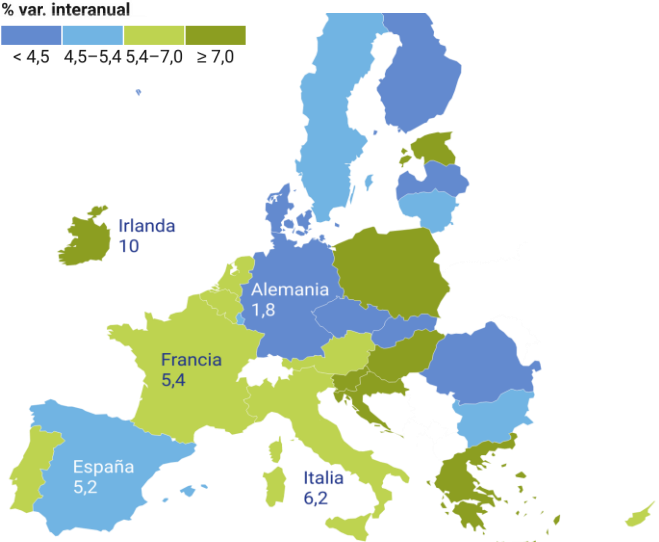 % var. interanual
< 4,5 4,5–5,4 5,4–7,0 ≥ 7,0
Irlanda
10
Alemania
1,8
Francia
5,4
España
5,2
Italia
6,2